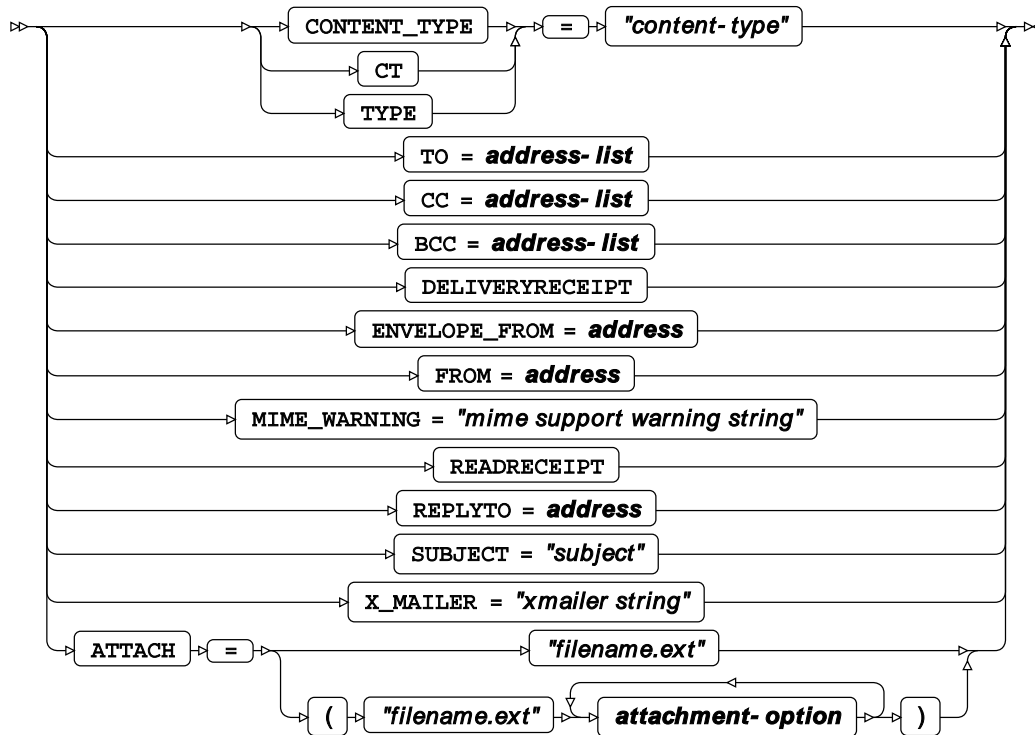 CONTENT_TYPE = "content-type"
CT
TYPE
TO = address-list
CC = address-list
BCC = address-list
DELIVERYRECEIPT
ENVELOPE_FROM = address
FROM = address
MIME_WARNING = "mime support warning string"
READRECEIPT
REPLYTO = address
SUBJECT = "subject"
X_MAILER = "xmailer string"
ATTACH = "filename.ext"
( "filename.ext" attachment-option )